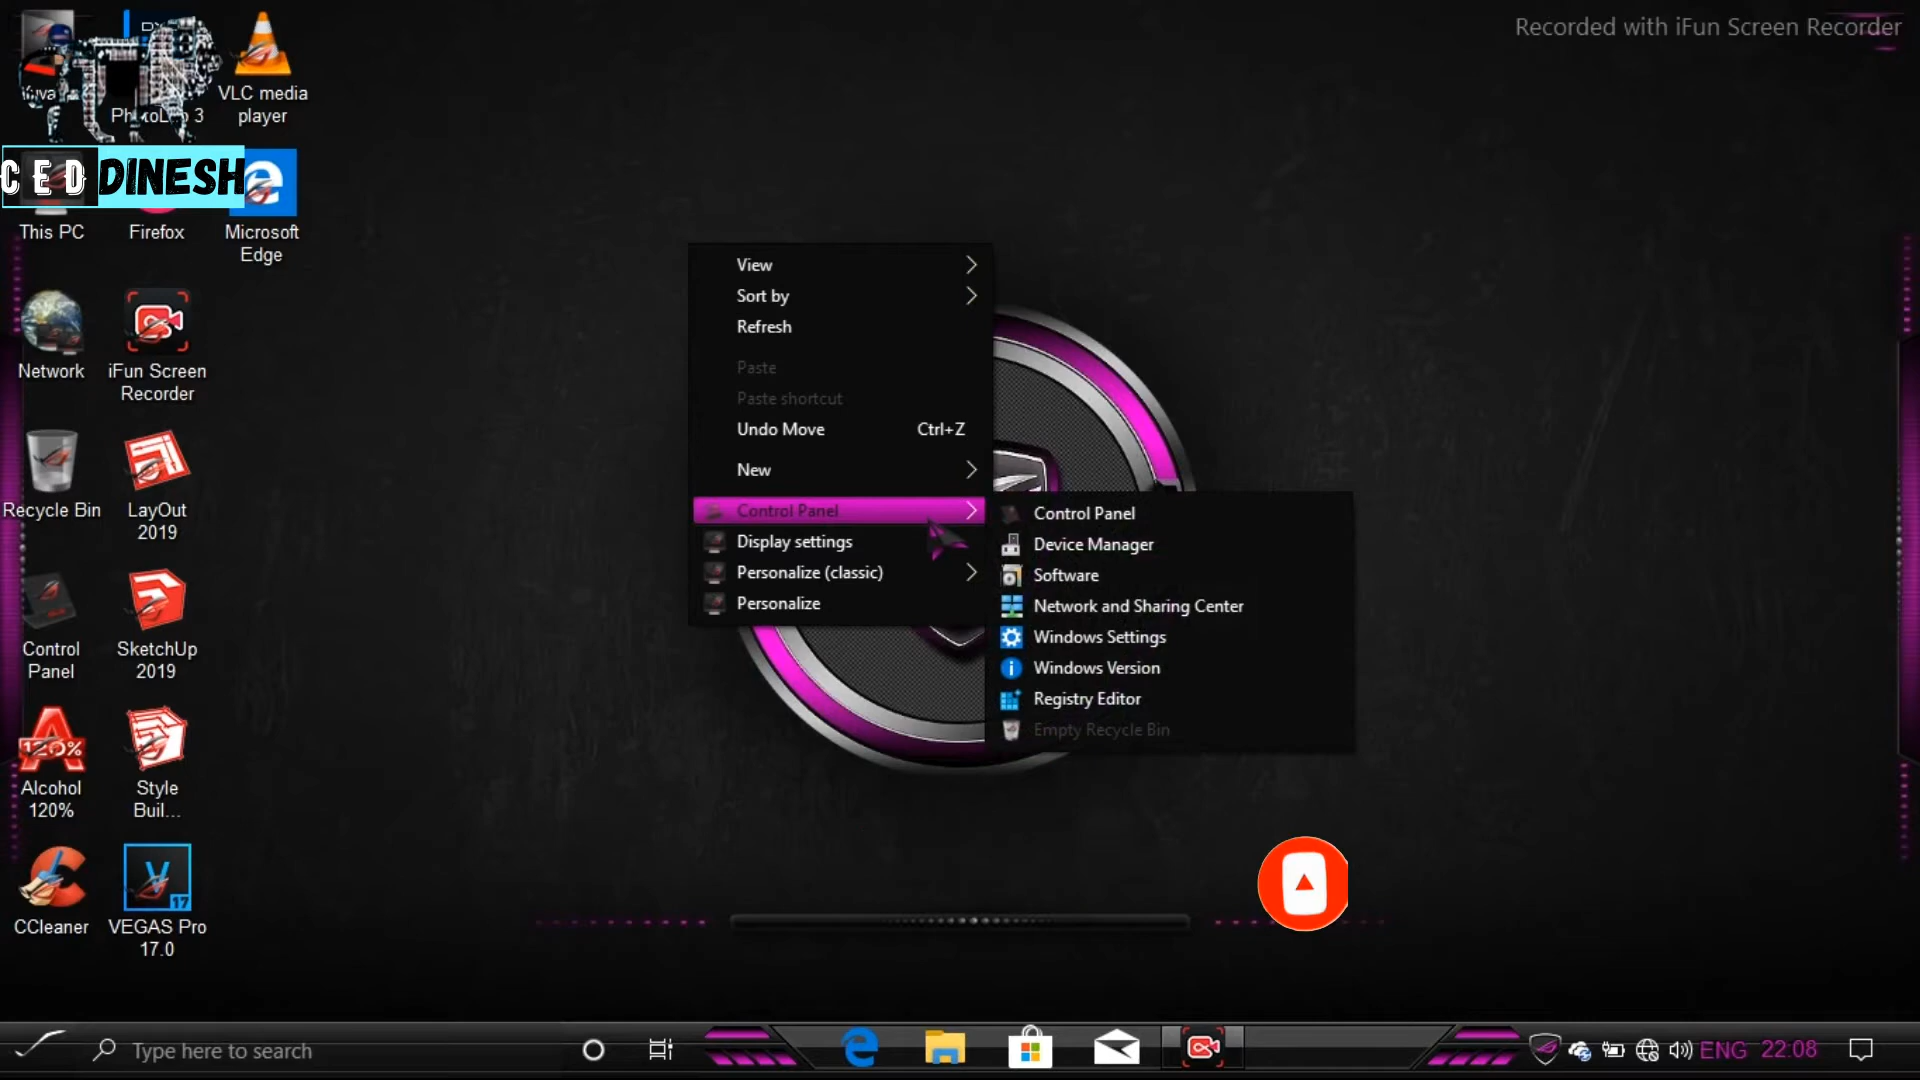 Recorded with iFun Screen Recorder
VLC media
player
CED DINESH
This PC
Firefox
Microsoft
Edge
Network
iFun Screen
Recorder
Recycle Bin
LayOut
2019
Control
Panel
SketchUp
2019
120%
Alcohol
120%
Style
Buil...
V
17
CCleaner
VEGAS Pro
17.0
View
Sort by
Refresh
Paste
Paste shortcut
Undo Move Ctrl+Z
New
Control Panel
Display settings
Personalize (classic)
Personalize
Control Panel
Device Manager
Software
Network and Sharing Center
Windows Settings
Windows Version
Registry Editor
Empty Recycle Bin
Type here to search
ENG 22:08